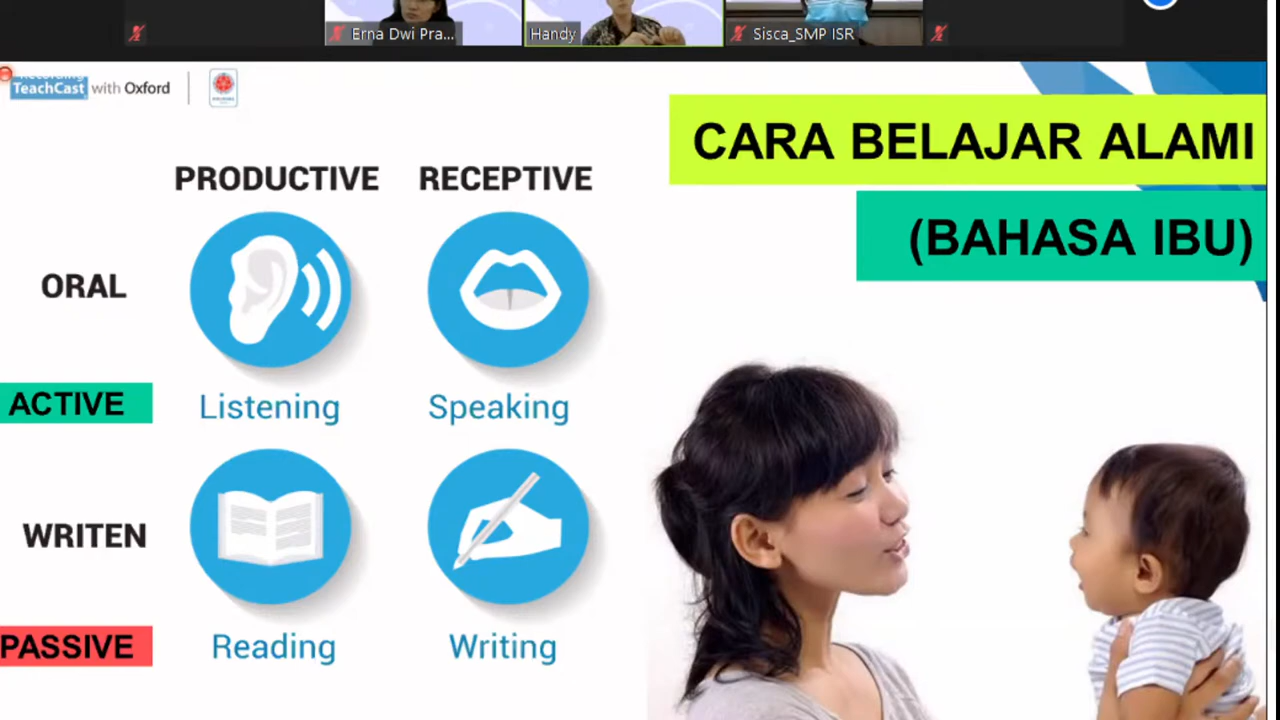 Erna Dwi Pra...
Handy
Sisca_SMP ISR
Recording
TeachCast with Oxford
CARA BELAJAR ALAMI
(BAHASA IBU)
PRODUCTIVE RECEPTIVE
ORAL
ACTIVE
Listening Speaking
WRITEN
PASSIVE
Reading Writing